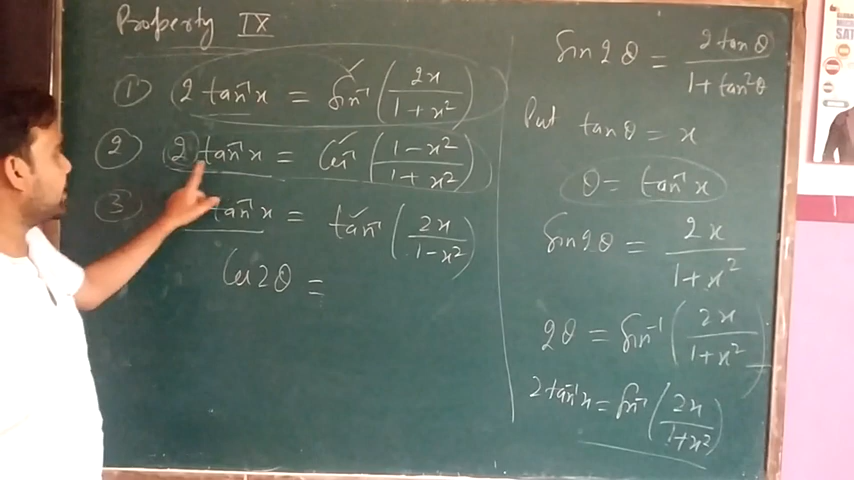 Property IX
① 2 tan⁻¹x = Sin⁻¹ (2x / 1 + x²)
② 2 tan⁻¹x = Cos⁻¹ (1 − x² / 1 + x²)
③ tan⁻¹x = tan⁻¹ (2x / 1 − x²)
Cos 2θ =
Sin 2θ = 2 tan θ / 1 + tan²θ
Put tan θ = x
θ = tan⁻¹x
Sin 2θ = 2x / 1 + x²
2θ = Sin⁻¹ (2x / 1 + x²)
2 tan⁻¹x = Sin⁻¹ (2x / 1 + x²)